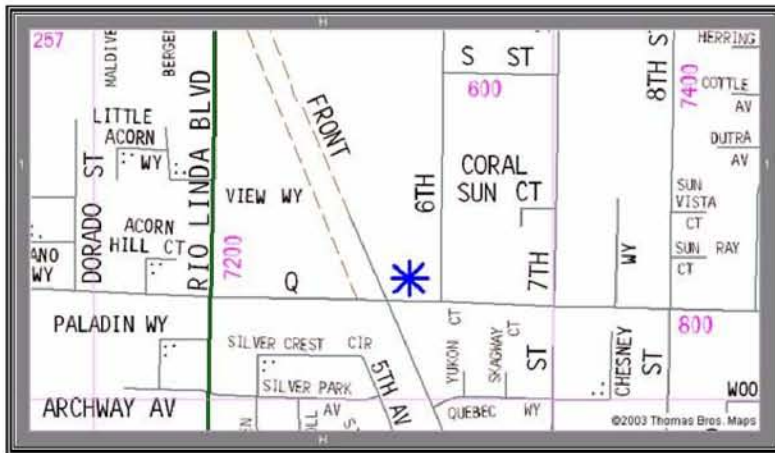 H
257
MALDIVE
BERGEN
LITTLE
ACORN
WY
DORADO ST
RIO LINDA BLVD
ACORN
HILL CT
ANO
WY
7200
VIEW WY
FRONT
Q
S ST
600
6TH
CORAL
SUN CT
7TH
ST
WY
CHESNEY
ST
8TH S
7400
HERRING
COTTLE
AV
DUTRA
AV
SUN
VISTA
CT
SUN RAY
CT
800
PALADIN WY
ARCHWAY AV
SILVER CREST CIR
SILVER PARK
AV
5TH AV
YUKON CT
SKAGWAY
CT
QUEBEC WY
WOO
©2003 Thomas Bros. Maps
H